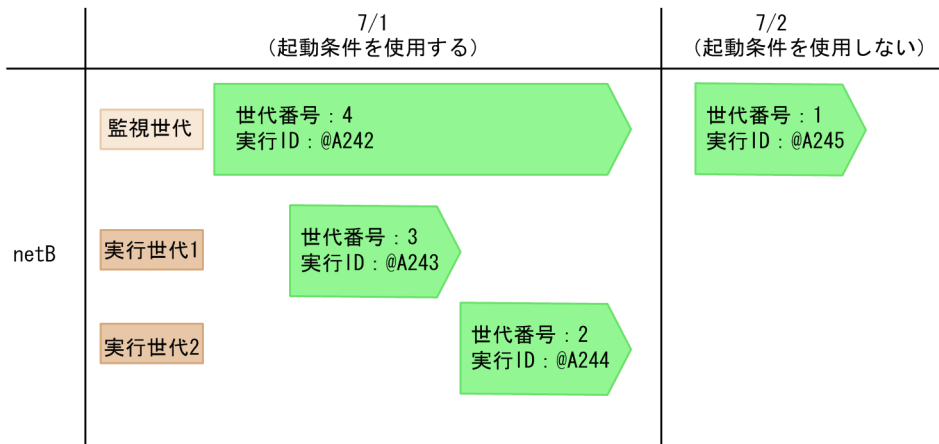 7/1
（起動条件を使用する）
7/2
（起動条件を使用しない）
netB
監視世代
世代番号：4
実行ID：@A242
世代番号：1
実行ID：@A245
実行世代1
世代番号：3
実行ID：@A243
実行世代2
世代番号：2
実行ID：@A244